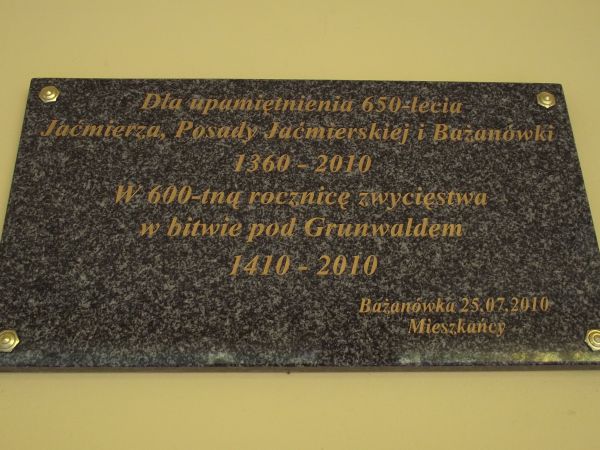 Dla upamiętnienia 650-lecia
Jaćmierza, Posady Jaćmierskiej i Bażanówki
1360 - 2010
W 600-tną rocznicę zwycięstwa
w bitwie pod Grunwaldem
1410 - 2010
Bażanówka 25.07.2010
Mieszkańcy